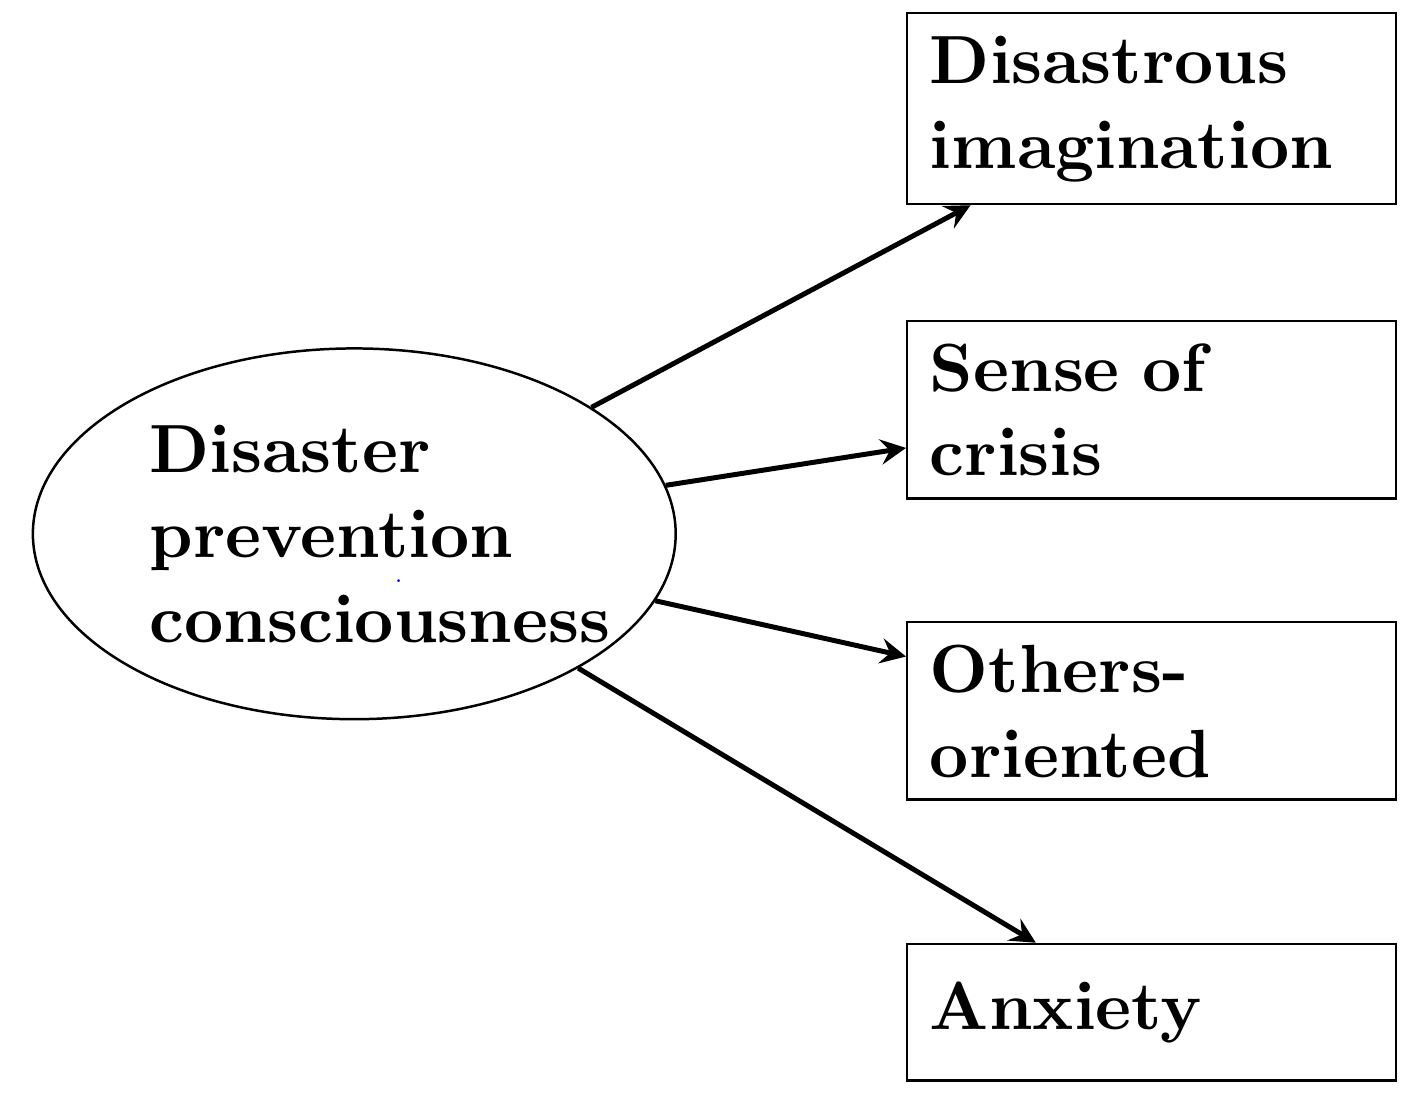 Disastrous
imagination
Sense of
crisis
Disaster
prevention
consciousness
Others-
oriented
Anxiety